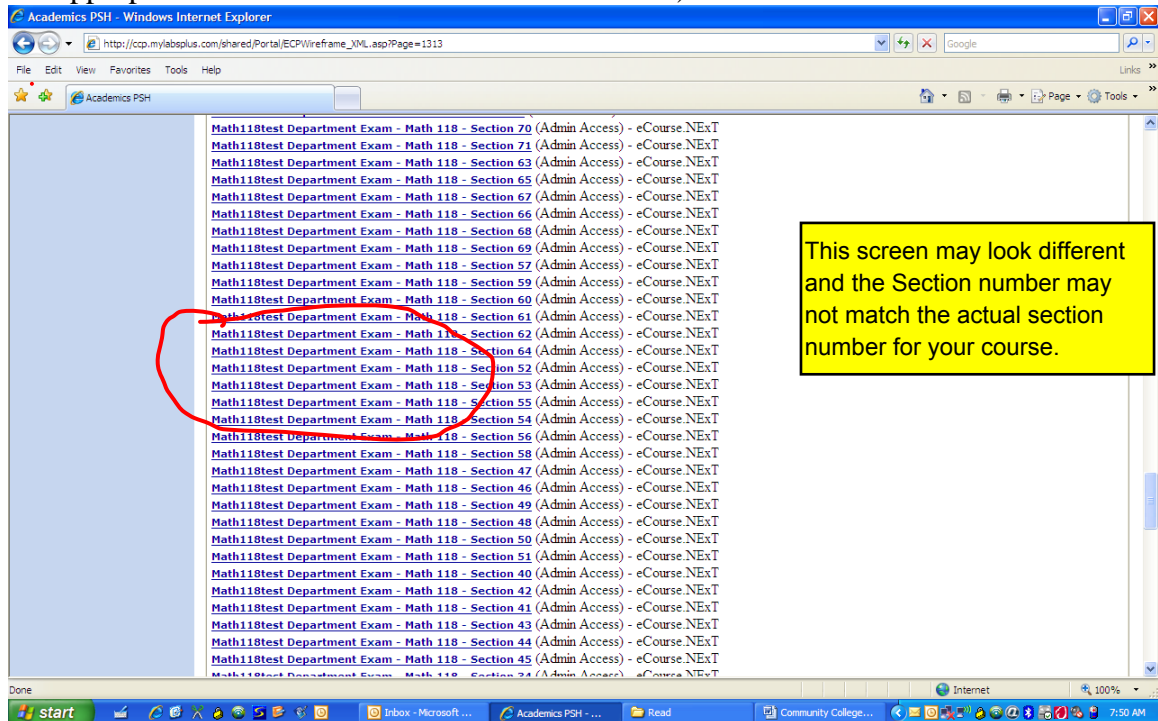 Academics PSH - Windows Internet Explorer
http://ccp.mylabsplus.com/shared/Portal/ECPWireframe_XML.asp?Page=1313
Google
File Edit View Favorites Tools Help
Links »
Academics PSH
Page Tools »
Math118test Department Exam - Math 118 - Section 70 (Admin Access) - eCourse.NExT
Math118test Department Exam - Math 118 - Section 71 (Admin Access) - eCourse.NExT
Math118test Department Exam - Math 118 - Section 63 (Admin Access) - eCourse.NExT
Math118test Department Exam - Math 118 - Section 65 (Admin Access) - eCourse.NExT
Math118test Department Exam - Math 118 - Section 67 (Admin Access) - eCourse.NExT
Math118test Department Exam - Math 118 - Section 66 (Admin Access) - eCourse.NExT
Math118test Department Exam - Math 118 - Section 68 (Admin Access) - eCourse.NExT
Math118test Department Exam - Math 118 - Section 69 (Admin Access) - eCourse.NExT
Math118test Department Exam - Math 118 - Section 57 (Admin Access) - eCourse.NExT
Math118test Department Exam - Math 118 - Section 59 (Admin Access) - eCourse.NExT
Math118test Department Exam - Math 118 - Section 60 (Admin Access) - eCourse.NExT
Math118test Department Exam - Math 118 - Section 61 (Admin Access) - eCourse.NExT
Math118test Department Exam - Math 118 - Section 62 (Admin Access) - eCourse.NExT
Math118test Department Exam - Math 118 - Section 64 (Admin Access) - eCourse.NExT
Math118test Department Exam - Math 118 - Section 52 (Admin Access) - eCourse.NExT
Math118test Department Exam - Math 118 - Section 53 (Admin Access) - eCourse.NExT
Math118test Department Exam - Math 118 - Section 55 (Admin Access) - eCourse.NExT
Math118test Department Exam - Math 118 - Section 54 (Admin Access) - eCourse.NExT
Math118test Department Exam - Math 118 - Section 56 (Admin Access) - eCourse.NExT
Math118test Department Exam - Math 118 - Section 58 (Admin Access) - eCourse.NExT
Math118test Department Exam - Math 118 - Section 47 (Admin Access) - eCourse.NExT
Math118test Department Exam - Math 118 - Section 46 (Admin Access) - eCourse.NExT
Math118test Department Exam - Math 118 - Section 49 (Admin Access) - eCourse.NExT
Math118test Department Exam - Math 118 - Section 48 (Admin Access) - eCourse.NExT
Math118test Department Exam - Math 118 - Section 50 (Admin Access) - eCourse.NExT
Math118test Department Exam - Math 118 - Section 51 (Admin Access) - eCourse.NExT
Math118test Department Exam - Math 118 - Section 40 (Admin Access) - eCourse.NExT
Math118test Department Exam - Math 118 - Section 42 (Admin Access) - eCourse.NExT
Math118test Department Exam - Math 118 - Section 41 (Admin Access) - eCourse.NExT
Math118test Department Exam - Math 118 - Section 43 (Admin Access) - eCourse.NExT
Math118test Department Exam - Math 118 - Section 44 (Admin Access) - eCourse.NExT
Math118test Department Exam - Math 118 - Section 45 (Admin Access) - eCourse.NExT
This screen may look different
and the Section number may
not match the actual section
number for your course.
Done
Internet
100%
start
Inbox - Microsoft ...
Academics PSH - ...
Read
Community College...
7:50 AM